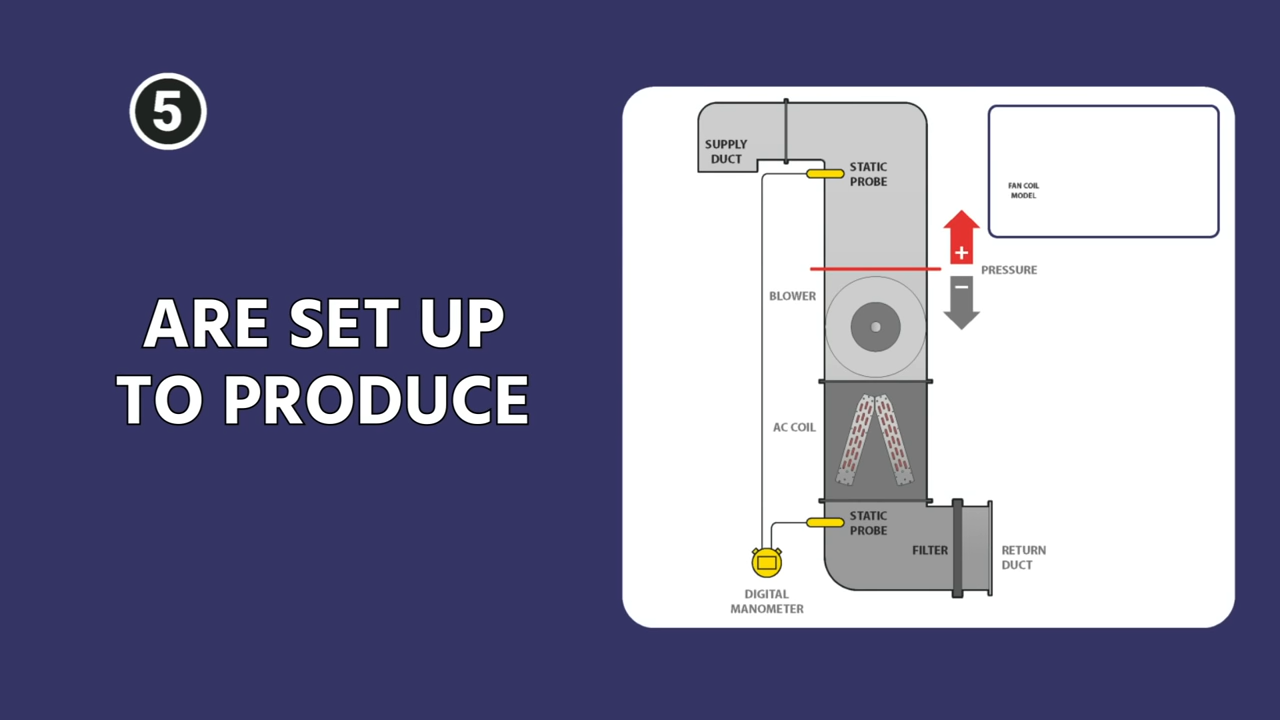 5
ARE SET UP
TO PRODUCE
SUPPLY
DUCT
STATIC
PROBE
FAN COIL
MODEL
+
PRESSURE
−
BLOWER
AC COIL
STATIC
PROBE
FILTER
RETURN
DUCT
DIGITAL
MANOMETER